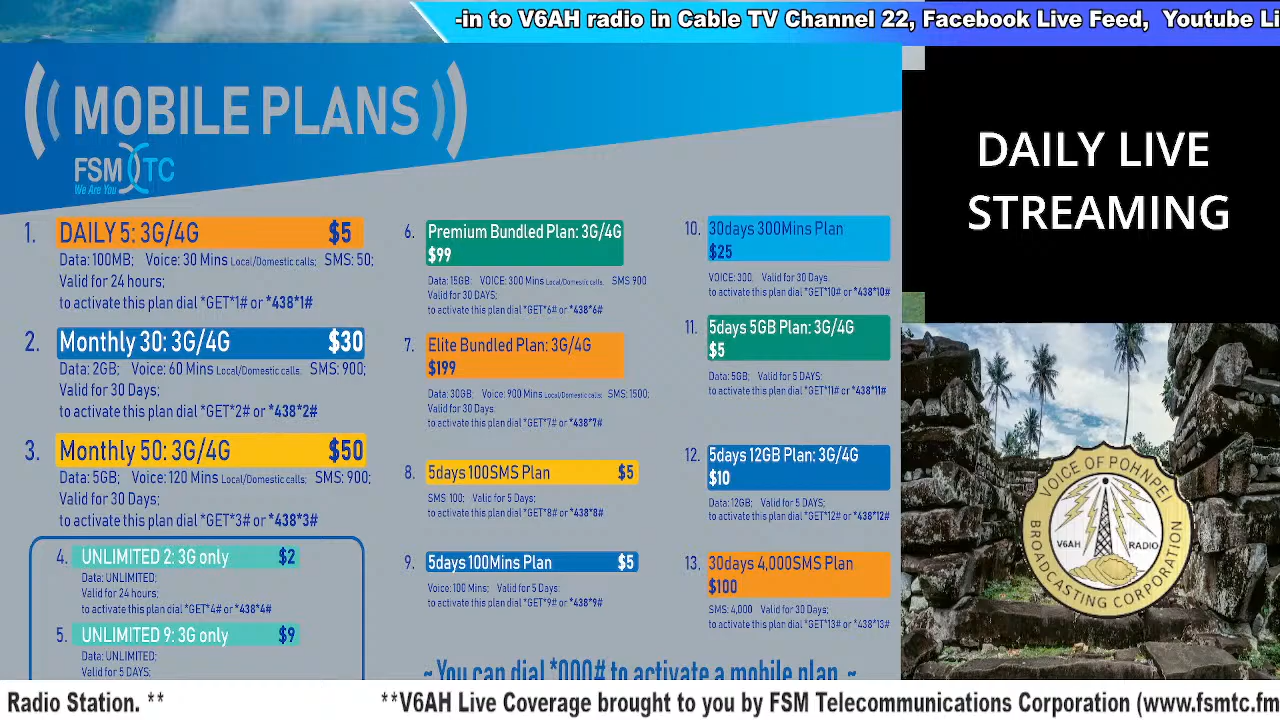 -in to V6AH radio in Cable TV Channel 22, Facebook Live Feed, Youtube Li
MOBILE PLANS
FSMTC
We Are You
1. DAILY 5: 3G/4G $5
Data: 100MB; Voice: 30 Mins Local/Domestic calls; SMS: 50;
Valid for 24 hours;
to activate this plan dial *GET*1# or *438*1#
2. Monthly 30: 3G/4G $30
Data: 2GB; Voice: 60 Mins Local/Domestic calls. SMS: 900;
Valid for 30 Days;
to activate this plan dial *GET*2# or *438*2#
3. Monthly 50: 3G/4G $50
Data: 5GB; Voice: 120 Mins Local/Domestic calls; SMS: 900;
Valid for 30 Days;
to activate this plan dial *GET*3# or *438*3#
4. UNLIMITED 2: 3G only $2
Data: UNLIMITED;
Valid for 24 hours;
to activate this plan dial *GET*4# or *438*4#
5. UNLIMITED 9: 3G only $9
Data: UNLIMITED;
Valid for 5 DAYS;
6. Premium Bundled Plan: 3G/4G
$99
Data: 15GB; VOICE: 300 Mins Local/Domestic calls; SMS 900
Valid for 30 DAYS;
to activate this plan dial *GET*6# or *438*6#
7. Elite Bundled Plan: 3G/4G
$199
Data: 30GB; Voice: 900 Mins Local/Domestic calls; SMS: 1500;
Valid for 30 Days
to activate this plan dial *GET*7# or *438*7#
8. 5days 100SMS Plan $5
SMS 100; Valid for 5 Days;
to activate this plan dial *GET*8# or *438*8#
9. 5days 100Mins Plan $5
Voice: 100 Mins; Valid for 5 Days;
to activate this plan dial *GET*9# or *438*9#
10. 30days 300Mins Plan
$25
VOICE: 300 Valid for 30 Days;
to activate this plan dial *GET*10# or *438*10#
11. 5days 5GB Plan: 3G/4G
$5
Data: 5GB; Valid for 5 DAYS;
to activate this plan dial *GET*11# or *438*11#
12. 5days 12GB Plan: 3G/4G
$10
Data: 12GB; Valid for 5 DAYS;
to activate this plan dial *GET*12# or *438*12#
13. 30days 4,000SMS Plan
$100
SMS: 4,000 Valid for 30 Days;
to activate this plan dial *GET*13# or *438*13#
~ You can dial *000# to activate a mobile plan ~
DAILY LIVE
STREAMING
VOICE OF POHNPEI
V6AH RADIO
BROADCASTING CORPORATION
Radio Station. ** **V6AH Live Coverage brought to you by FSM Telecommunications Corporation (www.fsmtc.fm